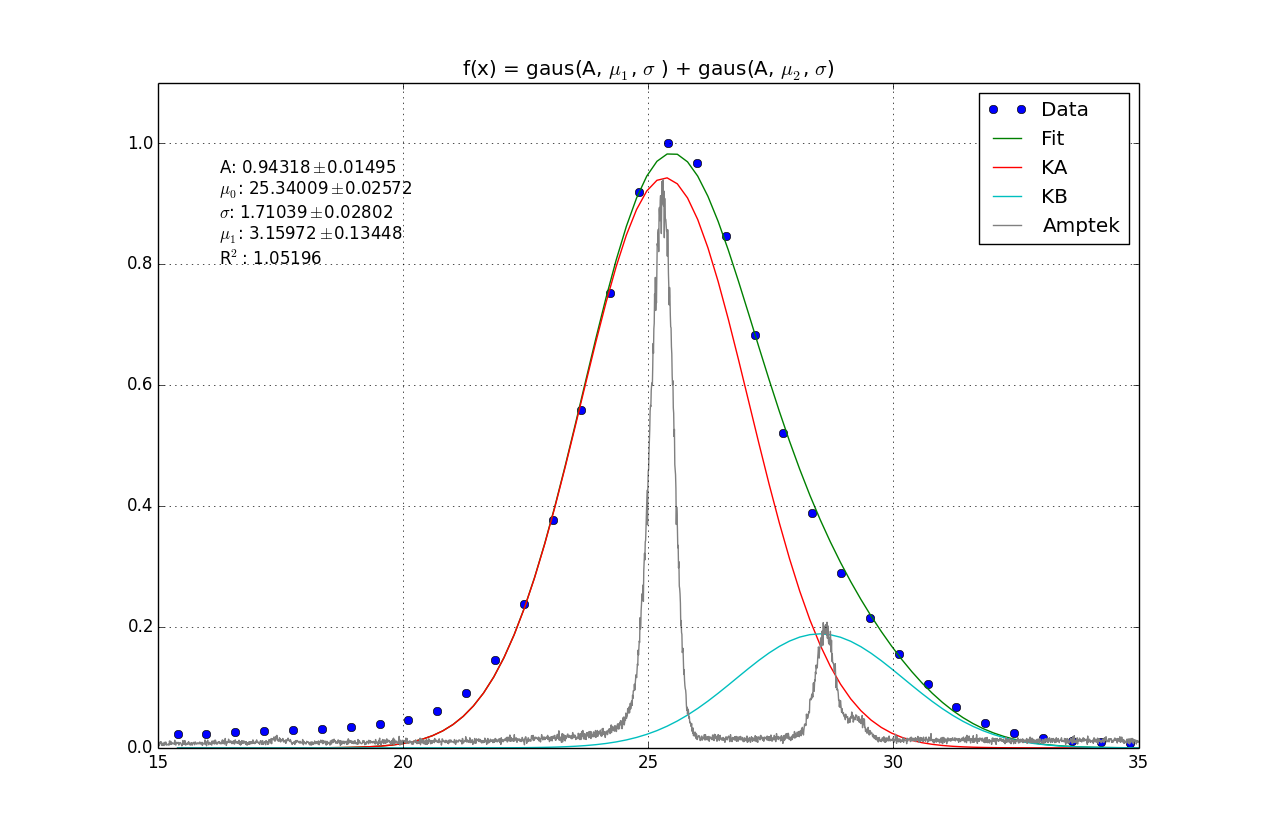 f(x) = gaus(A, μ₁, σ ) + gaus(A, μ₂, σ)
A: 0.94318±0.01495
μ₀: 25.34009±0.02572
σ: 1.71039±0.02802
μ₁: 3.15972±0.13448
R² : 1.05196
Data
Fit
KA
KB
Amptek
1.0
0.8
0.6
0.4
0.2
0.0
15 20 25 30 35